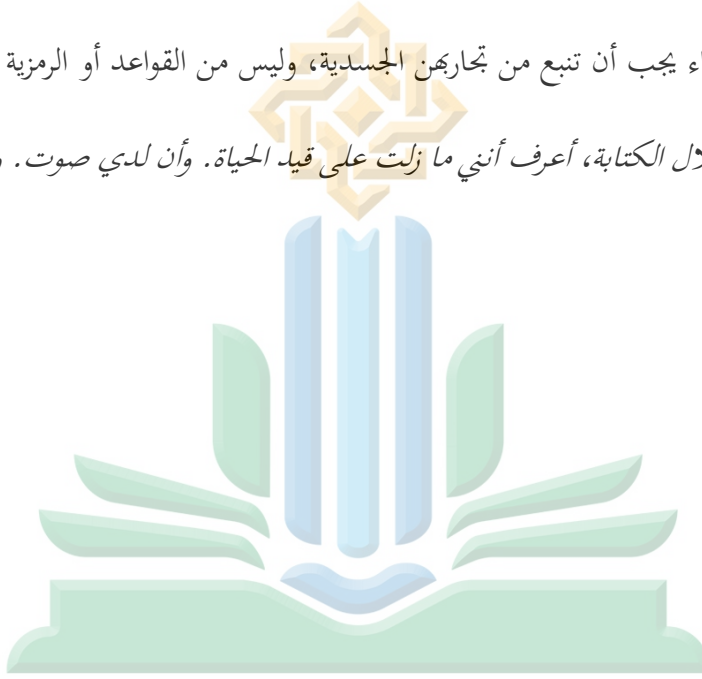 يجب أن تنبع من تجاربهن الجسدية، وليس من القواعد أو الرمزية
الكتابة، أعرف أنني ما زلت على قيد الحياة. وأن لدي صوت.